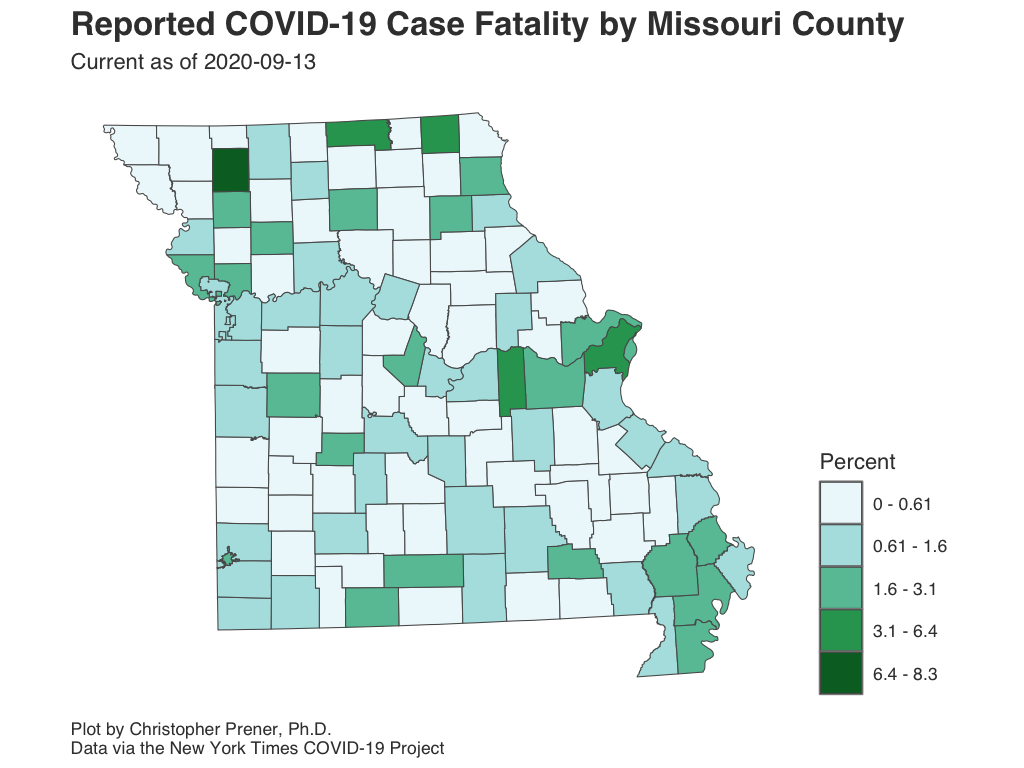 Reported COVID-19 Case Fatality by Missouri County
Current as of 2020-09-13
Percent
0 - 0.61
0.61 - 1.6
1.6 - 3.1
3.1 - 6.4
6.4 - 8.3
Plot by Christopher Prener, Ph.D.
Data via the New York Times COVID-19 Project